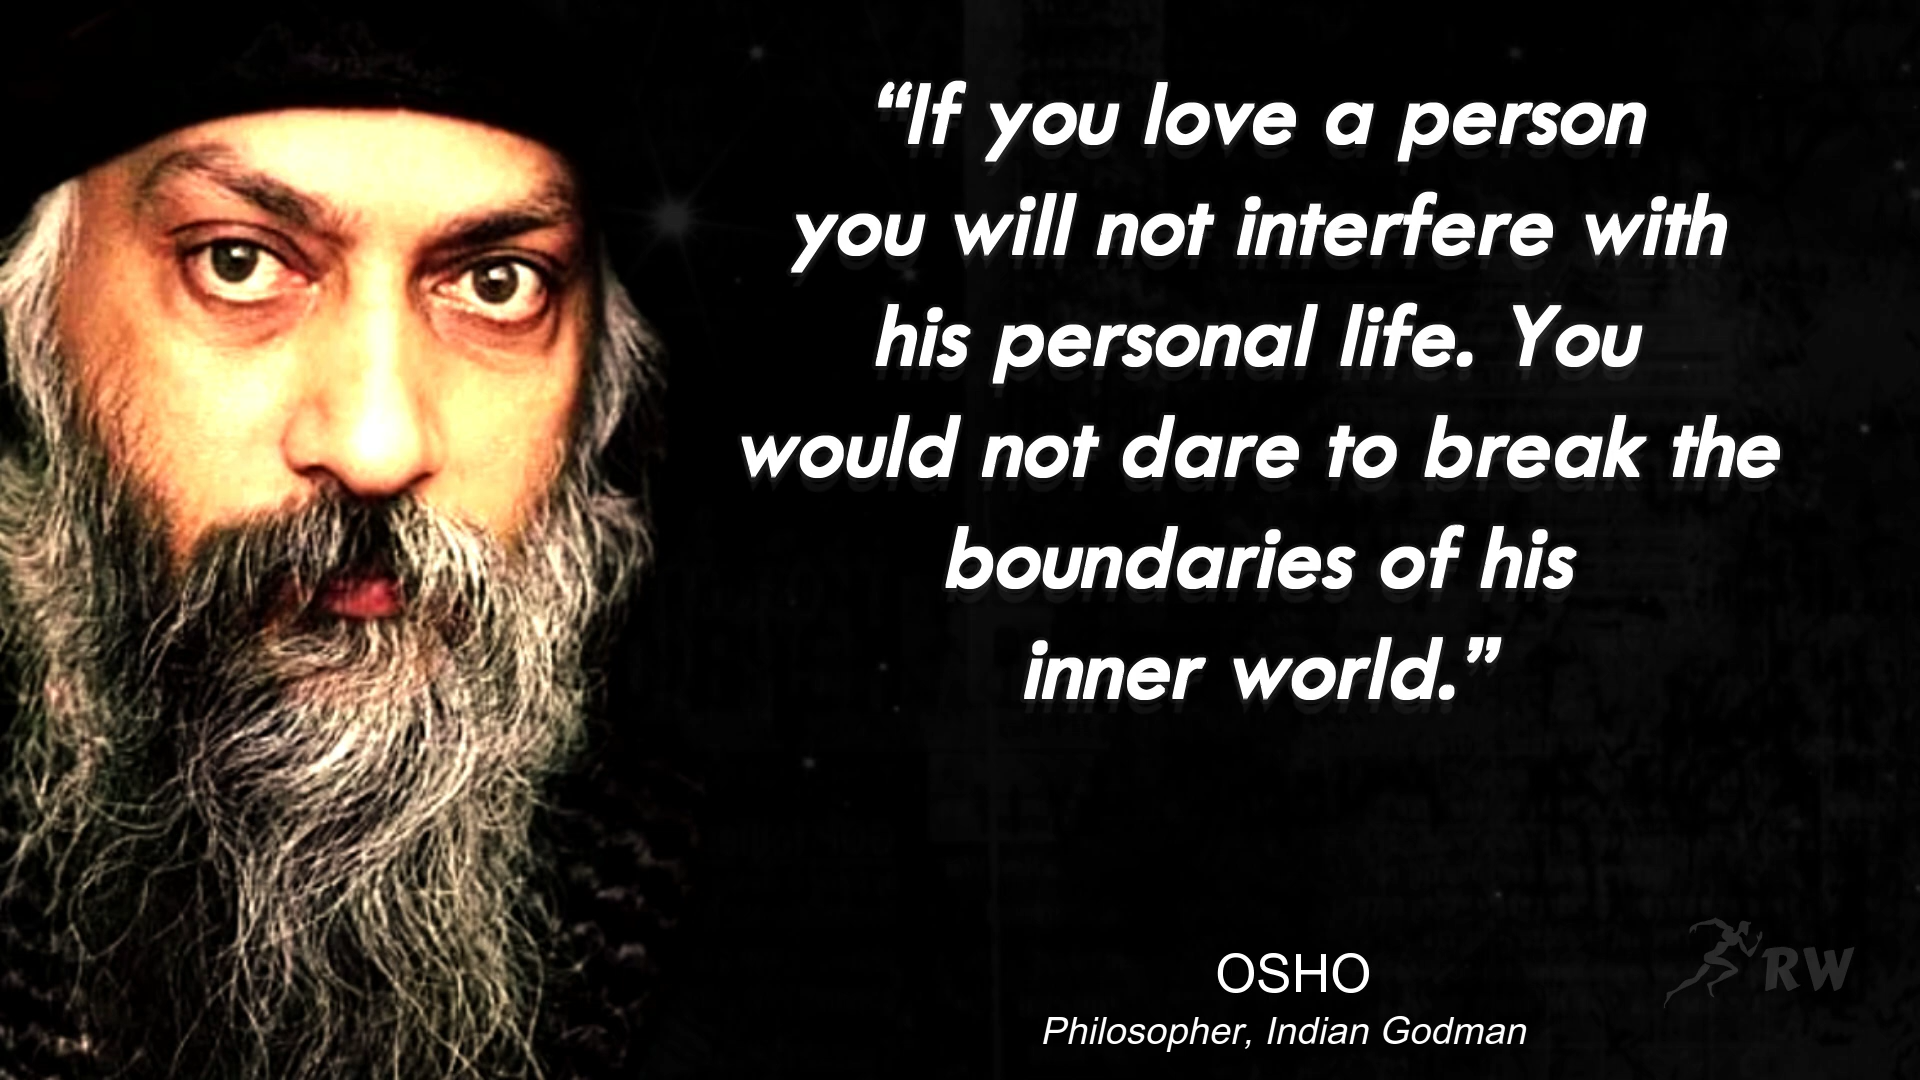 “If you love a person
you will not interfere with
his personal life. You
would not dare to break the
boundaries of his
inner world.”
OSHO
Philosopher, Indian Godman
RW